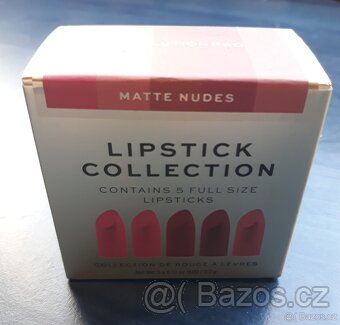 MATTE NUDES
LIPSTICK
COLLECTION
CONTAINS 5 FULL SIZE
LIPSTICKS
COLLECTION DE ROUGE À LÈVRES
Bazos.cz